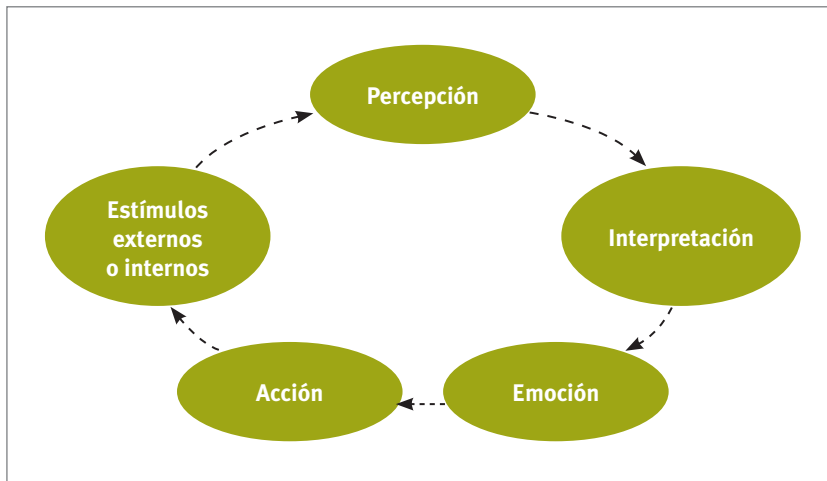 Percepción
Estímulos
externos
o internos
Interpretación
Acción
Emoción